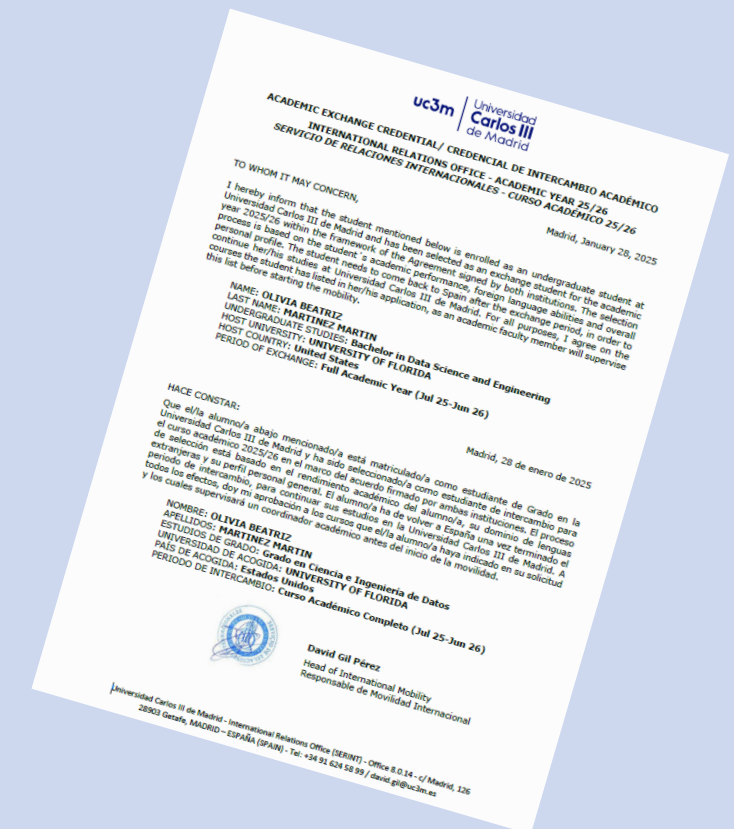 uc3m | Universidad
Carlos III
de Madrid
ACADEMIC EXCHANGE CREDENTIAL/ CREDENCIAL DE INTERCAMBIO ACADÉMICO
INTERNATIONAL RELATIONS OFFICE - ACADEMIC YEAR 25/26
SERVICIO DE RELACIONES INTERNACIONALES - CURSO ACADÉMICO 25/26
Madrid, January 28, 2025
TO WHOM IT MAY CONCERN,
I hereby inform that the student mentioned below is enrolled as an undergraduate student at
Universidad Carlos III de Madrid and has been selected as an exchange student for the academic
year 2025/26 within the framework of the Agreement signed by both institutions. The selection
process is based on the student´s academic performance, foreign language abilities and overall
personal profile. The student needs to come back to Spain after the exchange period, in order to
continue her/his studies at Universidad Carlos III de Madrid. For all purposes, I agree on the
courses the student has listed in her/his application, as an academic faculty member will supervise
this list before starting the mobility.
NAME: OLIVIA BEATRIZ
LAST NAME: MARTINEZ MARTIN
UNDERGRADUATE STUDIES: Bachelor in Data Science and Engineering
HOST UNIVERSITY: UNIVERSITY OF FLORIDA
HOST COUNTRY: United States
PERIOD OF EXCHANGE: Full Academic Year (Jul 25-Jun 26)
Madrid, 28 de enero de 2025
HACE CONSTAR:
Que el/la alumno/a abajo mencionado/a está matriculado/a como estudiante de Grado en la
Universidad Carlos III de Madrid y ha sido seleccionado/a como estudiante de intercambio para
el curso académico 2025/26 en el marco del acuerdo firmado por ambas instituciones. El proceso
de selección está basado en el rendimiento académico del alumno/a, su dominio de lenguas
extranjeras y su perfil personal general. El alumno/a ha de volver a España una vez terminado el
periodo de intercambio, para continuar sus estudios en la Universidad Carlos III de Madrid. A
todos los efectos, doy mi aprobación a los cursos que el/la alumno/a haya indicado en su solicitud
y los cuales supervisará un coordinador académico antes del inicio de la movilidad.
NOMBRE: OLIVIA BEATRIZ
APELLIDOS: MARTINEZ MARTIN
ESTUDIOS DE GRADO: Grado en Ciencia e Ingeniería de Datos
UNIVERSIDAD DE ACOGIDA: UNIVERSITY OF FLORIDA
PAÍS DE ACOGIDA: Estados Unidos
PERIODO DE INTERCAMBIO: Curso Académico Completo (Jul 25-Jun 26)
David Gil Pérez
Head of International Mobility
Responsable de Movilidad Internacional
Universidad Carlos III de Madrid - International Relations Office (SERINT) - Office 8.0.14 - c/ Madrid, 126
28903 Getafe, MADRID – ESPAÑA (SPAIN) - Tel: +34 91 624 58 99 / david.gil@uc3m.es